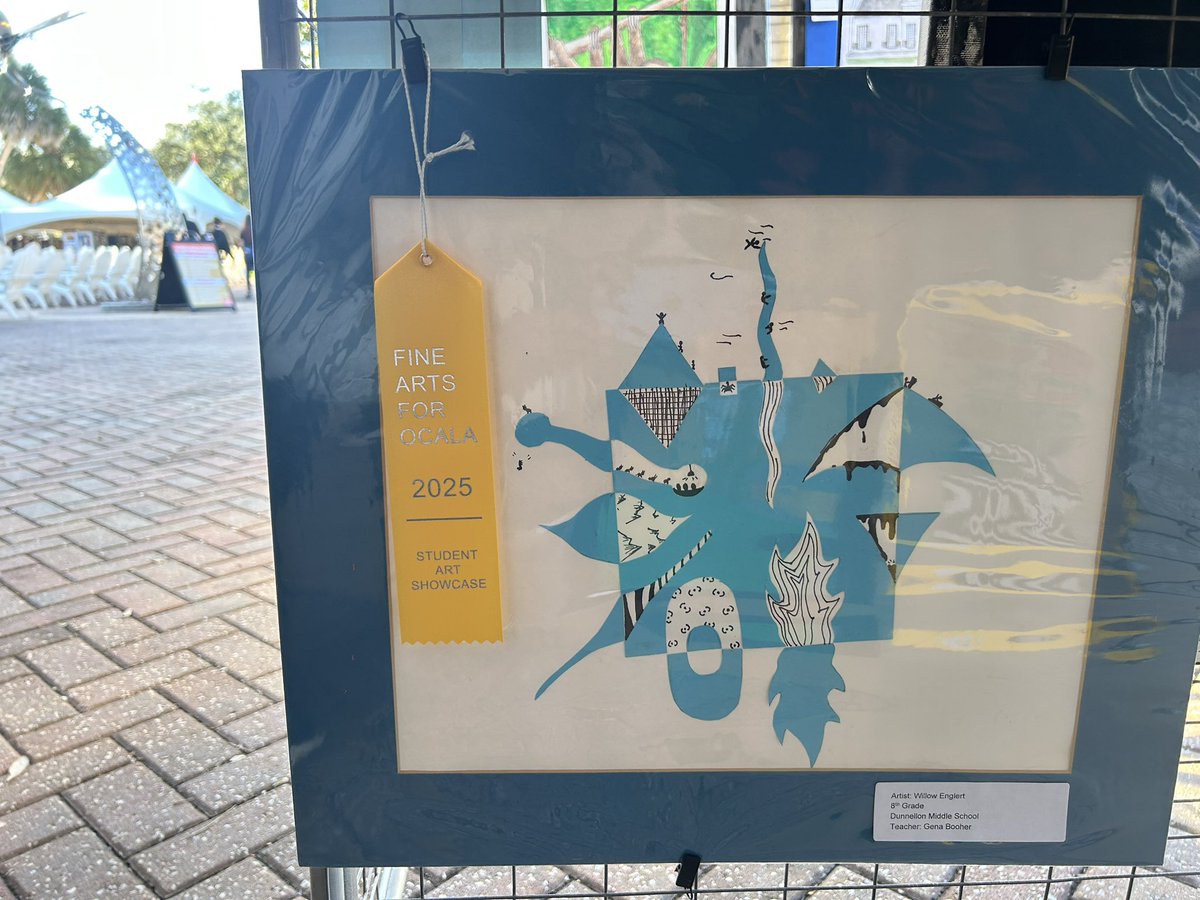 FINE
ARTS
FOR
OCALA
2025
STUDENT
ART
SHOWCASE
Artist: Willow Englert
8th Grade
Dunnellon Middle School
Teacher: Gena Booher